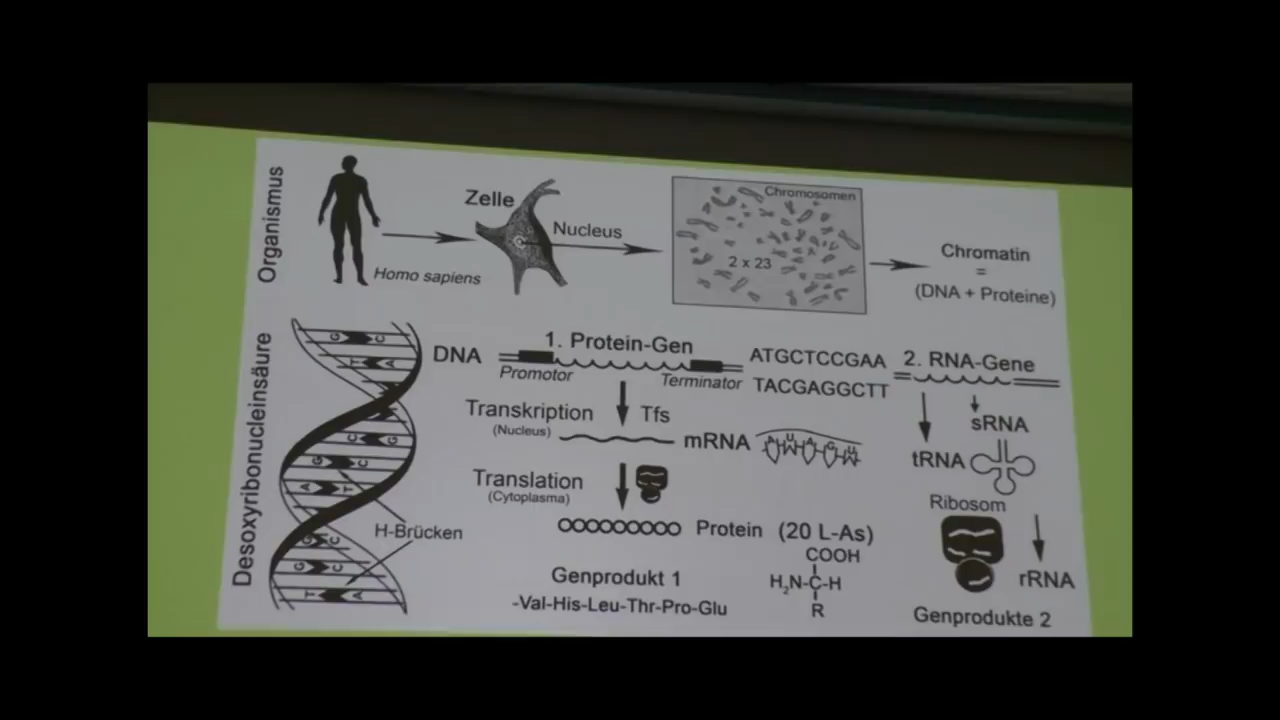 Organismus
Homo sapiens
Zelle
Nucleus
Chromosomen
2 x 23
Chromatin
=
(DNA + Proteine)
Desoxyribonucleinsäure
G C
T A
C G
G C
A T
G C
G C
T A
H-Brücken
DNA
1. Protein-Gen
Promotor
Terminator
ATGCTCCGAA
TACGAGGCTT
2. RNA-Gene
Transkription
(Nucleus)
Tfs
mRNA
sRNA
tRNA
Translation
(Cytoplasma)
Protein (20 L-As)
COOH
H₂N-C-H
R
Genprodukt 1
-Val-His-Leu-Thr-Pro-Glu
Ribosom
rRNA
Genprodukte 2